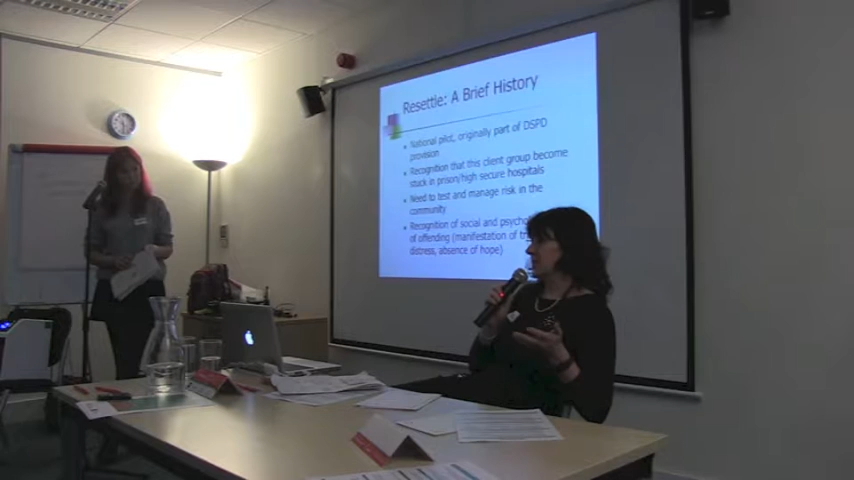 Resettle: A Brief History
National pilot, originally part of DSPD
provision
Recognition that this client group become
stuck in prison/high secure hospitals
Need to test and manage risk in the
community
Recognition of social and psych
of offending (manifestation of
distress, absence of hope)